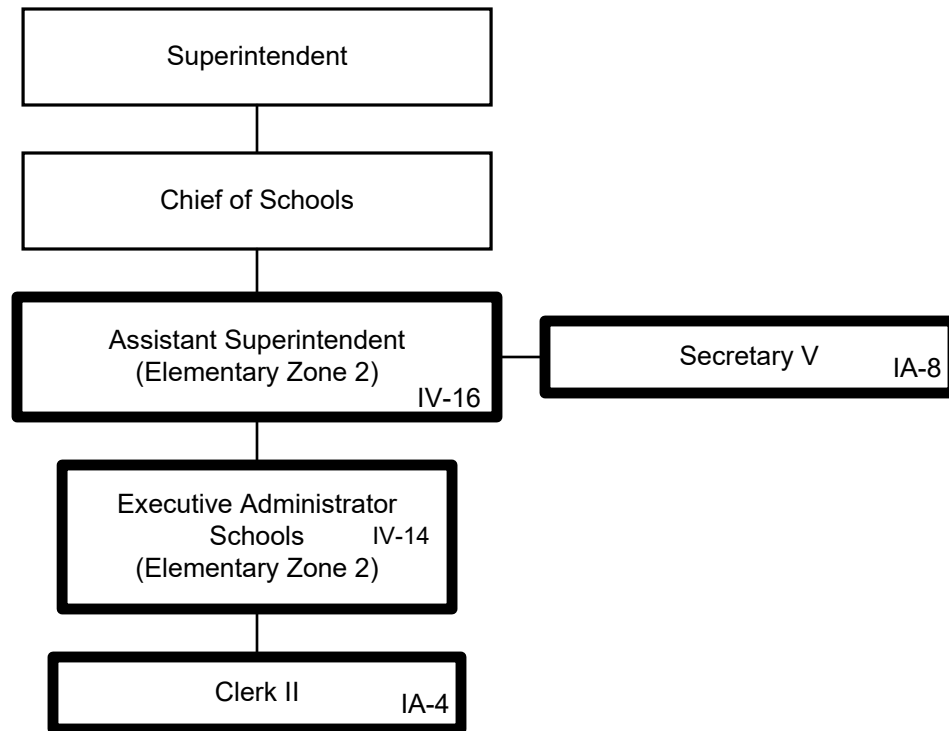 Superintendent
Chief of Schools
Assistant Superintendent
(Elementary Zone 2)
IV-16
Secretary V
IA-8
Executive Administrator
Schools
IV-14
(Elementary Zone 2)
Clerk II
IA-4